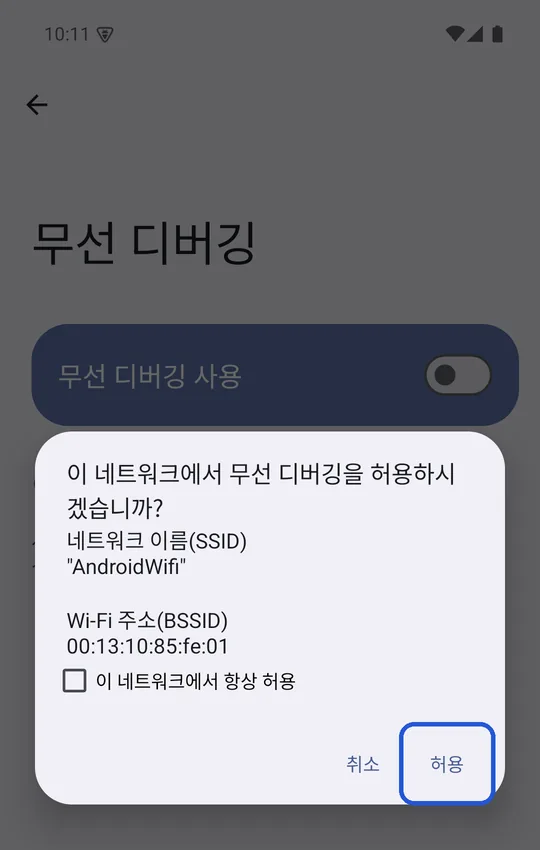 10:11
무선 디버깅
무선 디버깅 사용
이 네트워크에서 무선 디버깅을 허용하시
겠습니까?
네트워크 이름(SSID)
"AndroidWifi"
Wi-Fi 주소(BSSID)
00:13:10:85:fe:01
이 네트워크에서 항상 허용
취소
허용